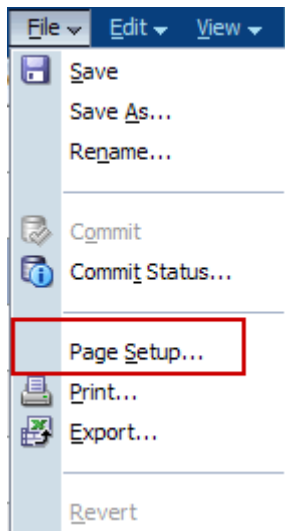 File Edit View
Save
Save As...
Rename...
Commit
Commit Status...
Page Setup...
Print...
Export...
Revert